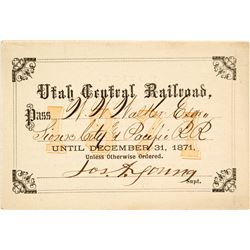 Utah Central Railroad,
Pass W. W. Walker Esq
Sioux City & Pacific RR
UNTIL DECEMBER 31, 1871.
Unless Otherwise Ordered.
Jos A Young
Supt.